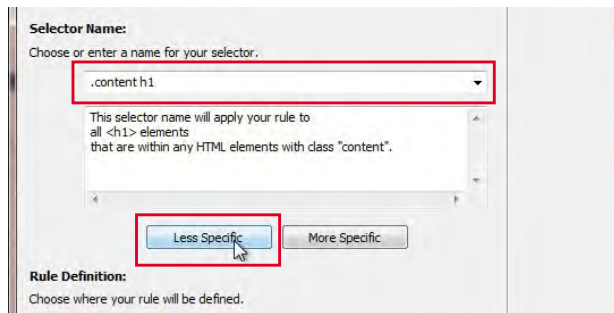 Selector Name:
Choose or enter a name for your selector.
.content h1
This selector name will apply your rule to
all <h1> elements
that are within any HTML elements with class "content".
Less Specific
More Specific
Rule Definition:
Choose where your rule will be defined.